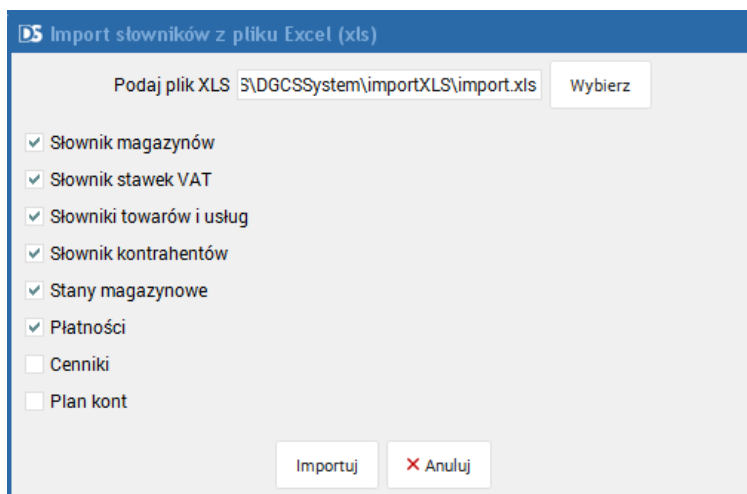 DS Import słowników z pliku Excel (xls)
Podaj plik XLS S\DGCSSystem\importXLS\import.xls Wybierz
Słownik magazynów
Słownik stawek VAT
Słowniki towarów i usług
Słownik kontrahentów
Stany magazynowe
Płatności
Cenniki
Plan kont
Importuj Anuluj